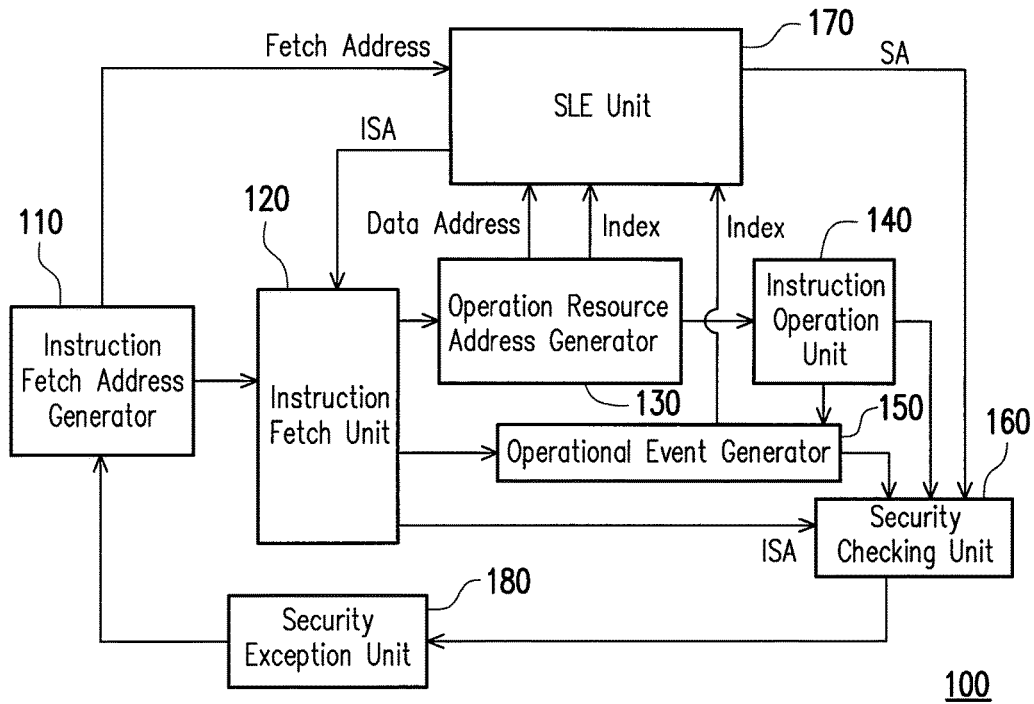 170
Fetch Address
SA
SLE Unit
ISA
120
110
Data Address
Index
Index
140
Instruction
Fetch Address
Generator
Instruction
Fetch Unit
Operation Resource
Address Generator
Instruction
Operation
Unit
130
150
160
Operational Event Generator
Security
Checking Unit
ISA
180
Security
Exception Unit
100